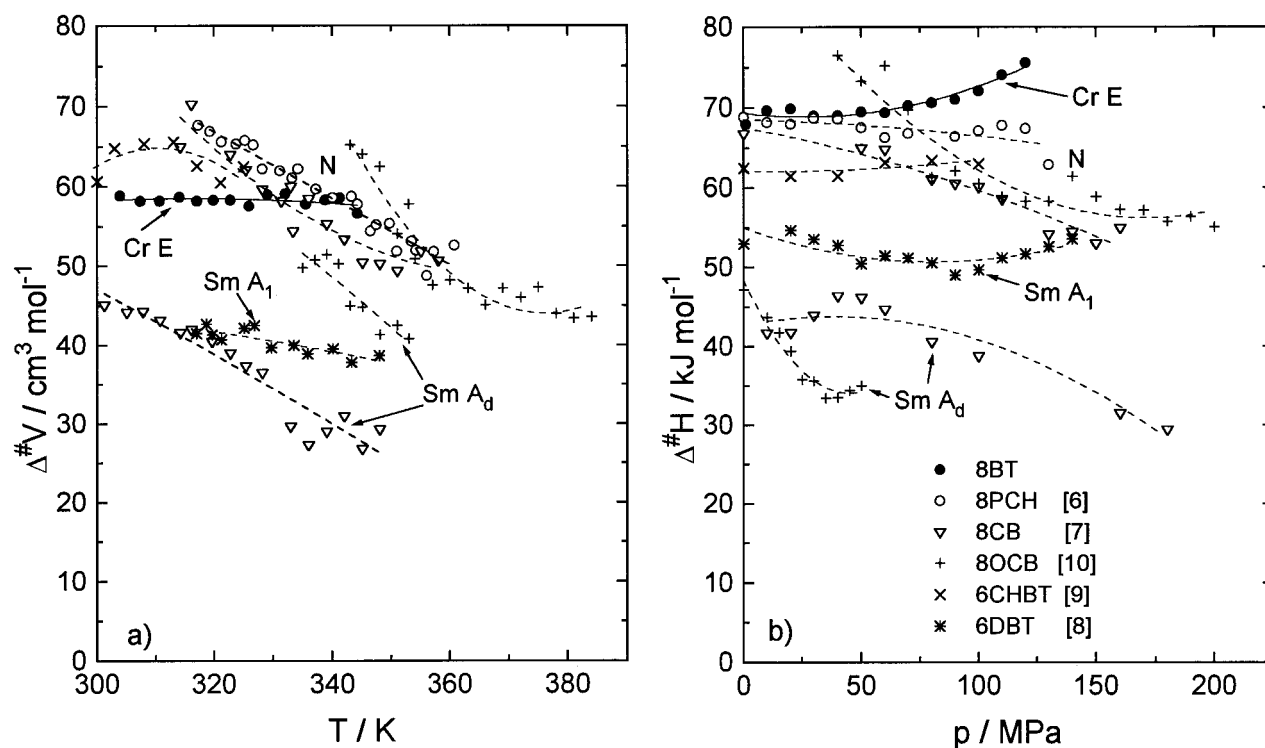 80
70
60
50
40
30
20
10
0
300
320
340
360
380
Δ#V / cm³ mol⁻¹
T / K
N
Cr E
Sm A₁
Sm A_d
a)
80
70
60
50
40
30
20
10
0
0
50
100
150
200
Δ#H / kJ mol⁻¹
p / MPa
Cr E
N
Sm A₁
Sm A_d
8BT
8PCH [6]
8CB [7]
8OCB [10]
6CHBT [9]
6DBT [8]
b)